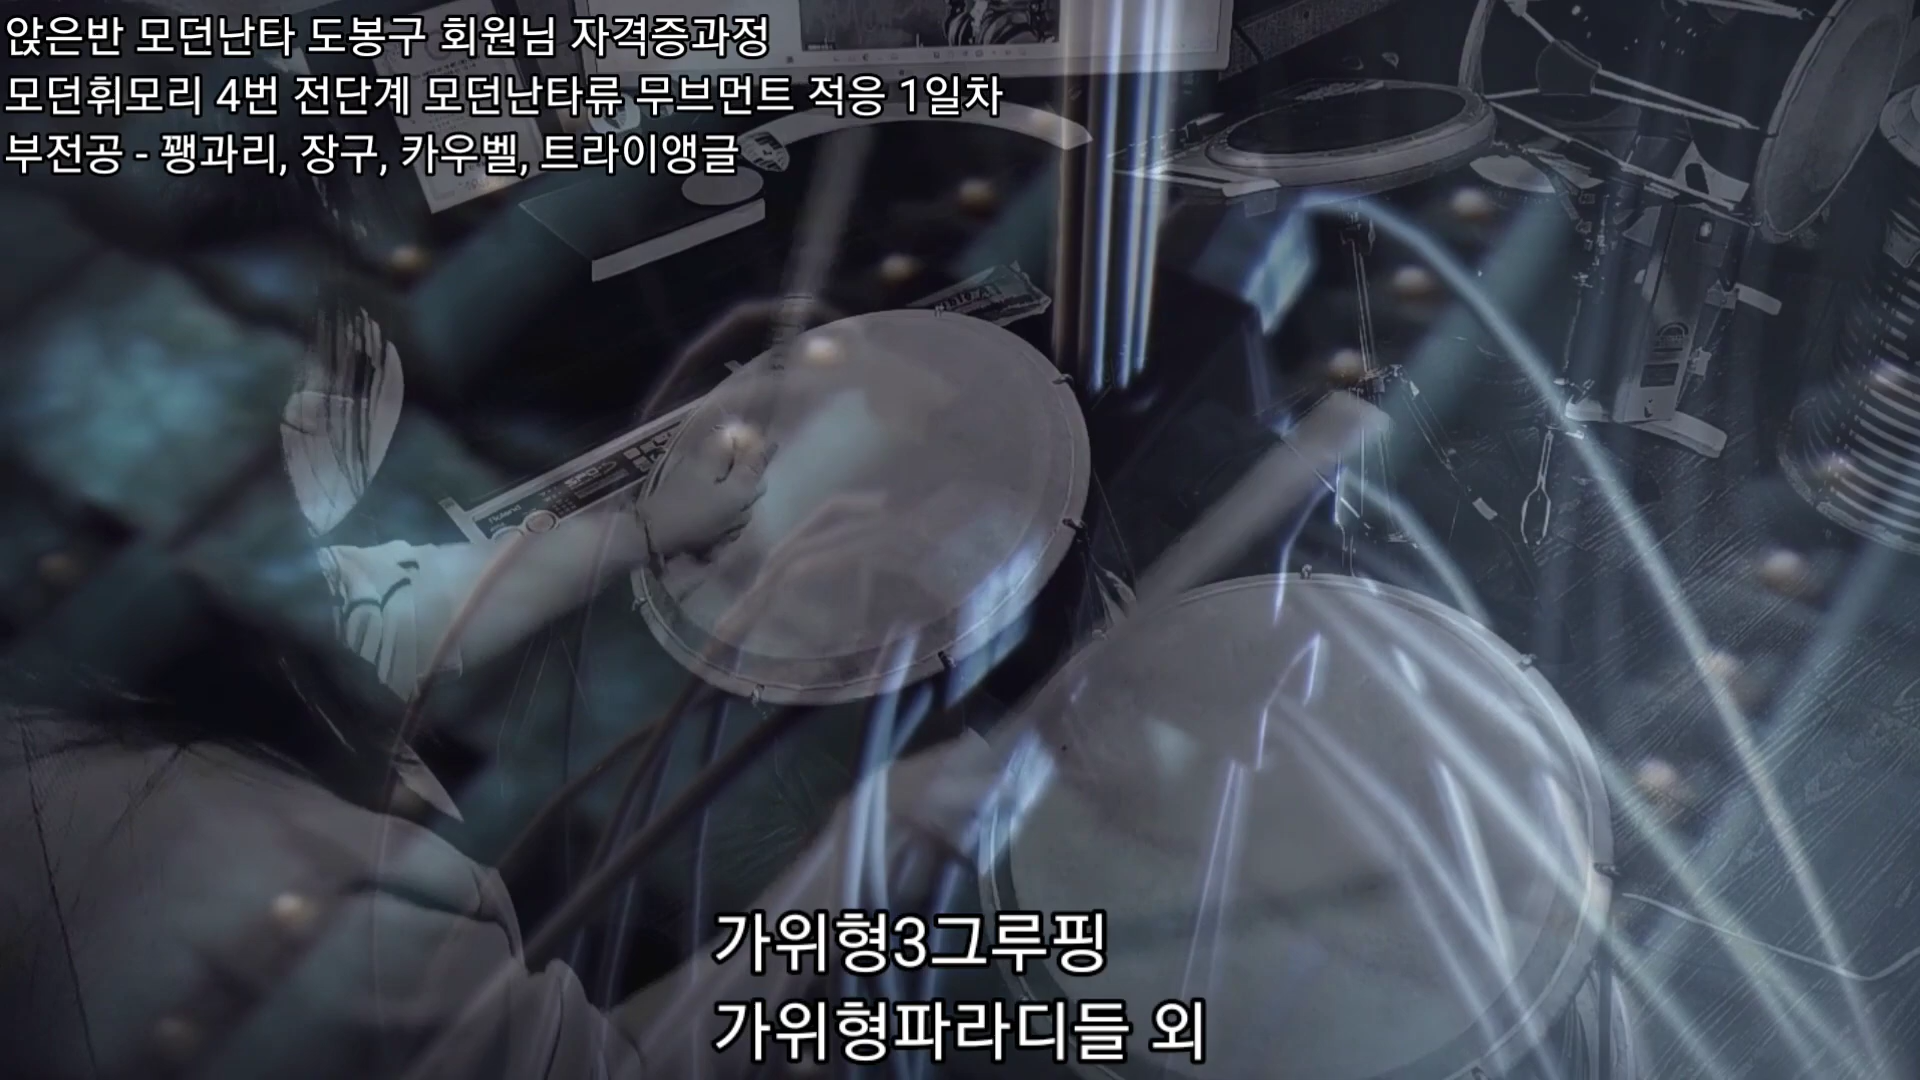 앉은반 모던난타 도봉구 회원님 자격증과정
모던휘모리 4번 전단계 모던난타류 무브먼트 적응 1일차
부전공 - 꽹과리, 장구, 카우벨, 트라이앵글
Roland
SPD-S
가위형3그루핑
가위형파라디들 외